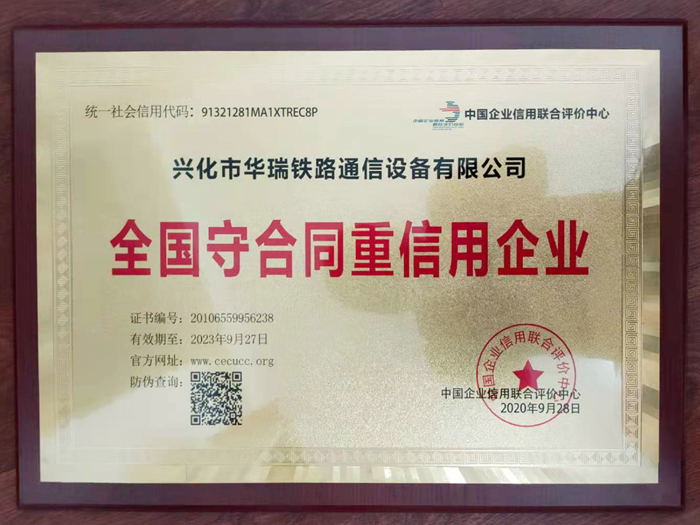 统一社会信用代码：91321281MA1XTREC8P
中国企业信用联合评价中心
兴化市华瑞铁路通信设备有限公司
全国守合同重信用企业
证书编号：20106559956238
有效期至：2023年9月27日
官方网址：www.cecucc.org
防伪查询：
中国企业信用联合评价中心
中国企业信用联合评价中心
2020年9月28日